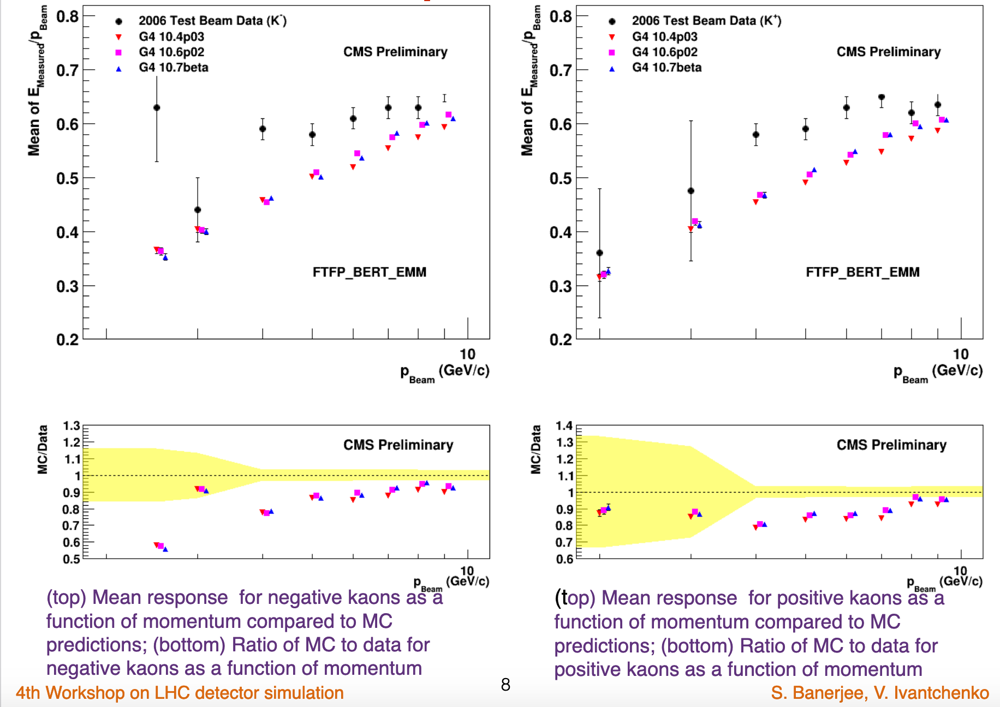 Mean of E_Measured/p_Beam
0.8
0.7
0.6
0.5
0.4
0.3
0.2
2006 Test Beam Data (K⁻)
G4 10.4p03
G4 10.6p02
G4 10.7beta
CMS Preliminary
FTFP_BERT_EMM
10
p_Beam (GeV/c)
Mean of E_Measured/p_Beam
0.8
0.7
0.6
0.5
0.4
0.3
0.2
2006 Test Beam Data (K⁺)
G4 10.4p03
G4 10.6p02
G4 10.7beta
CMS Preliminary
FTFP_BERT_EMM
10
p_Beam (GeV/c)
MC/Data
1.3
1.2
1.1
1
0.9
0.8
0.7
0.6
0.5
CMS Preliminary
10
p_Beam (GeV/c)
MC/Data
1.4
1.3
1.2
1.1
1
0.9
0.8
0.7
0.6
CMS Preliminary
10
p_Beam (GeV/c)
(top) Mean response for negative kaons as a
function of momentum compared to MC
predictions; (bottom) Ratio of MC to data for
negative kaons as a function of momentum
(top) Mean response for positive kaons as a
function of momentum compared to MC
predictions; (bottom) Ratio of MC to data for
positive kaons as a function of momentum
4th Workshop on LHC detector simulation
8
S. Banerjee, V. Ivantchenko